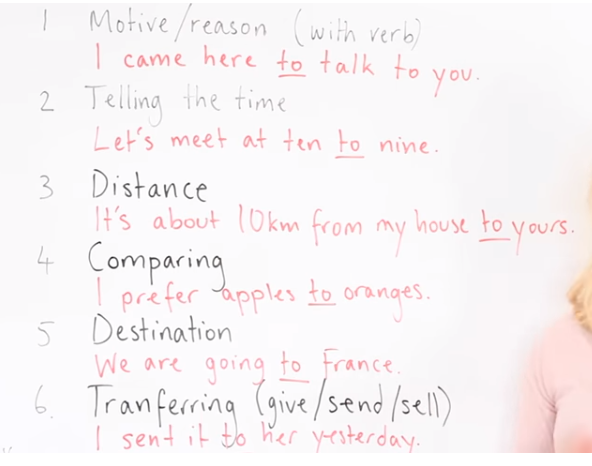 1 Motive/reason (with verb)
I came here to talk to you.
2 Telling the time
Let's meet at ten to nine.
3 Distance
It's about 10km from my house to yours.
4 Comparing
I prefer apples to oranges.
5 Destination
We are going to France.
6. Tranferring (give/send/sell)
I sent it to her yesterday.